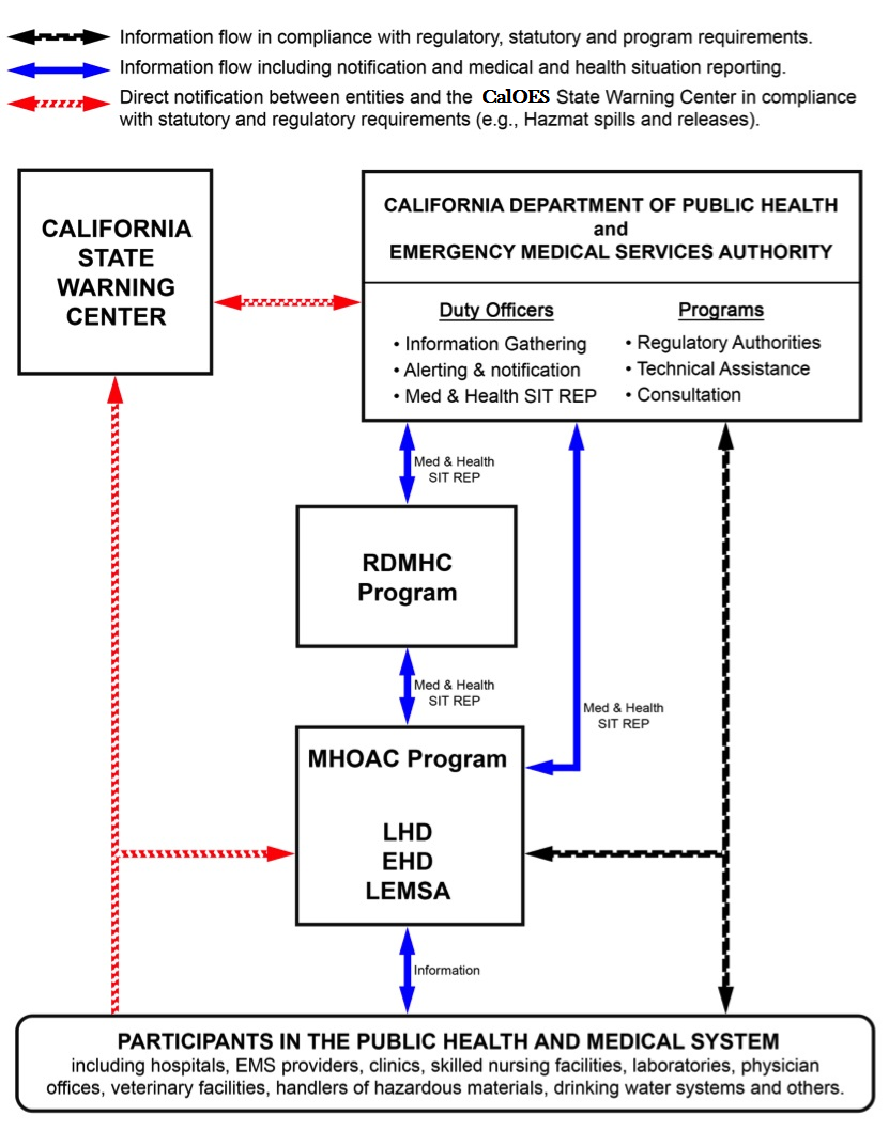 Information flow in compliance with regulatory, statutory and program requirements.
Information flow including notification and medical and health situation reporting.
Direct notification between entities and the CalOES State Warning Center in compliance
with statutory and regulatory requirements (e.g., Hazmat spills and releases).
CALIFORNIA
STATE
WARNING
CENTER
CALIFORNIA DEPARTMENT OF PUBLIC HEALTH
and
EMERGENCY MEDICAL SERVICES AUTHORITY
Duty Officers
• Information Gathering
• Alerting & notification
• Med & Health SIT REP
Programs
• Regulatory Authorities
• Technical Assistance
• Consultation
Med & Health
SIT REP
RDMHC
Program
Med & Health
SIT REP
Med & Health
SIT REP
MHOAC Program
LHD
EHD
LEMSA
Information
PARTICIPANTS IN THE PUBLIC HEALTH AND MEDICAL SYSTEM
including hospitals, EMS providers, clinics, skilled nursing facilities, laboratories, physician
offices, veterinary facilities, handlers of hazardous materials, drinking water systems and others.